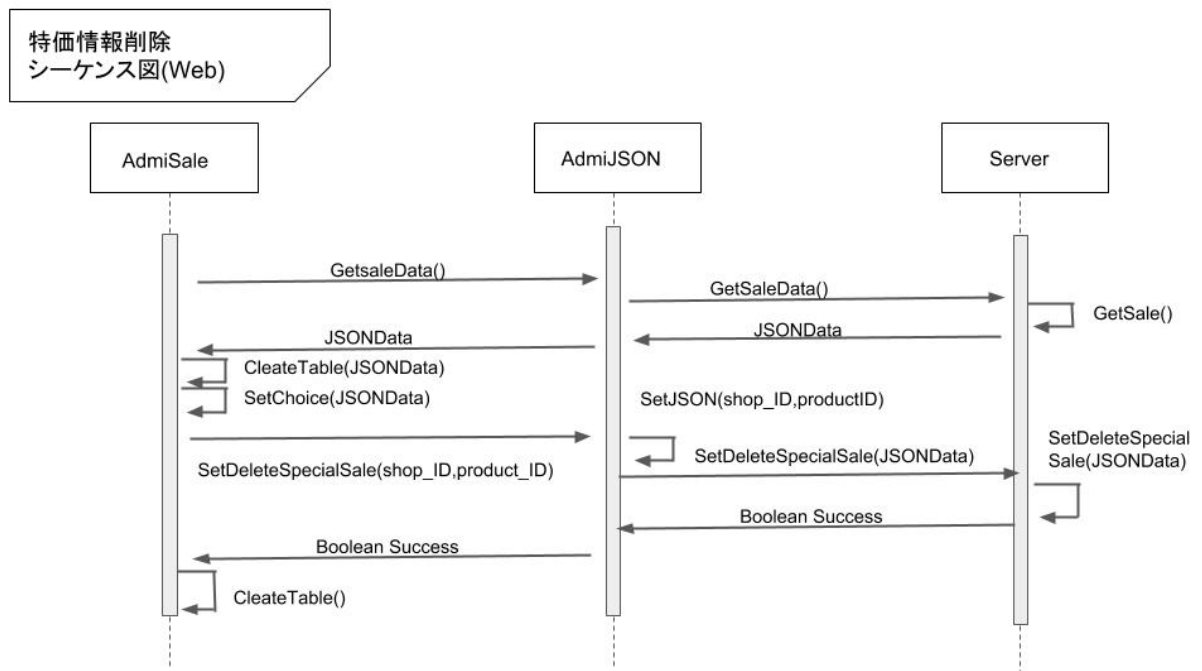 特価情報削除
シーケンス図(Web)
AdmiSale
AdmiJSON
Server
GetsaleData()
GetSaleData()
GetSale()
JSONData
JSONData
CleateTable(JSONData)
SetChoice(JSONData)
SetJSON(shop_ID,productID)
SetDeleteSpecialSale(shop_ID,product_ID)
SetDeleteSpecialSale(JSONData)
SetDeleteSpecial
Sale(JSONData)
Boolean Success
Boolean Success
CleateTable()